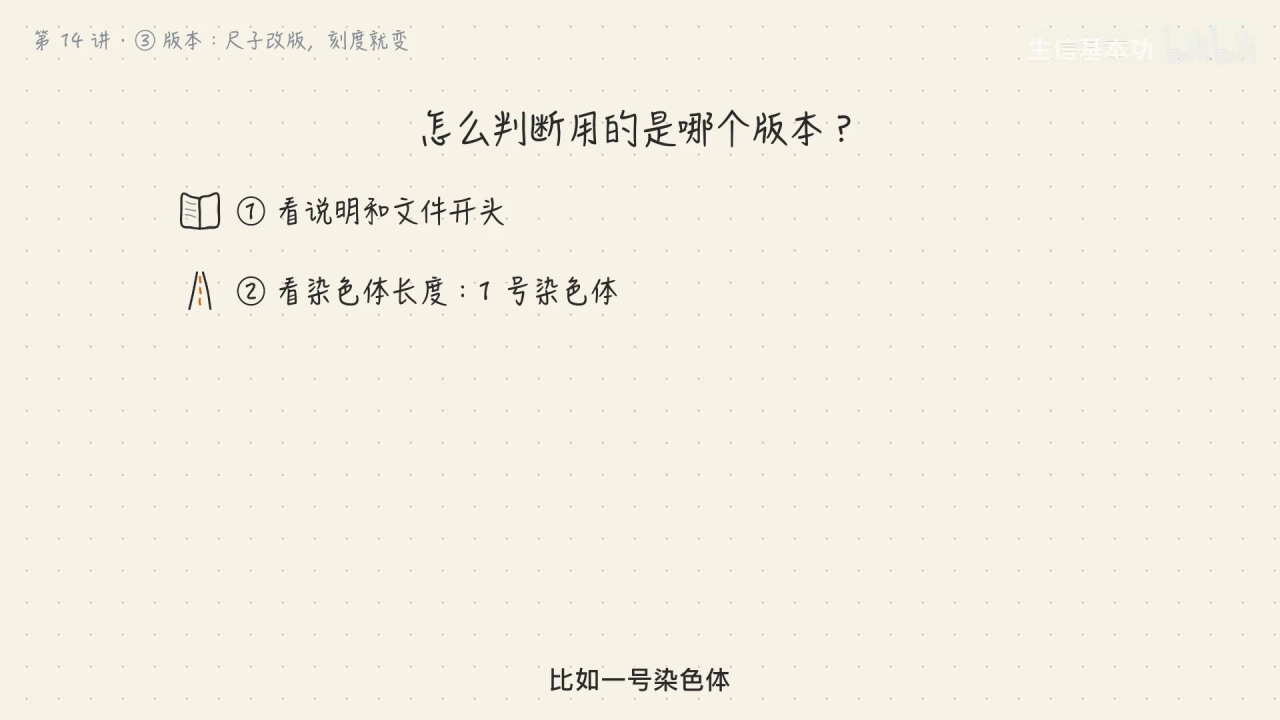 第 14 讲 · ③ 版本：尺子改版，刻度就变
生信基本功 bilibili
怎么判断用的是哪个版本？
① 看说明和文件开头
② 看染色体长度：1 号染色体
比如一号染色体